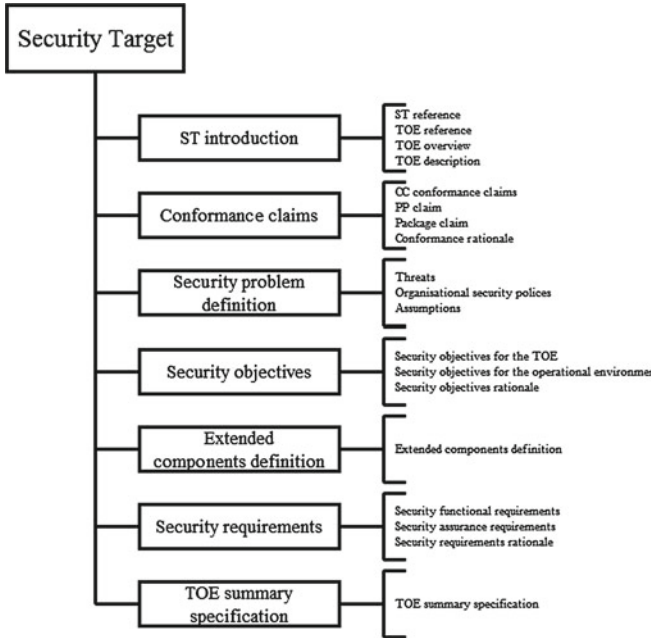 Security Target
ST introduction
ST reference
TOE reference
TOE overview
TOE description
Conformance claims
CC conformance claims
PP claim
Package claim
Conformance rationale
Security problem
definition
Threats
Organisational security polices
Assumptions
Security objectives
Security objectives for the TOE
Security objectives for the operational
Security objectives rationale
Extended
components definition
Extended components definition
Security requirements
Security functional requirements
Security assurance requirements
Security requirements rationale
TOE summary
specification
TOE summary specification